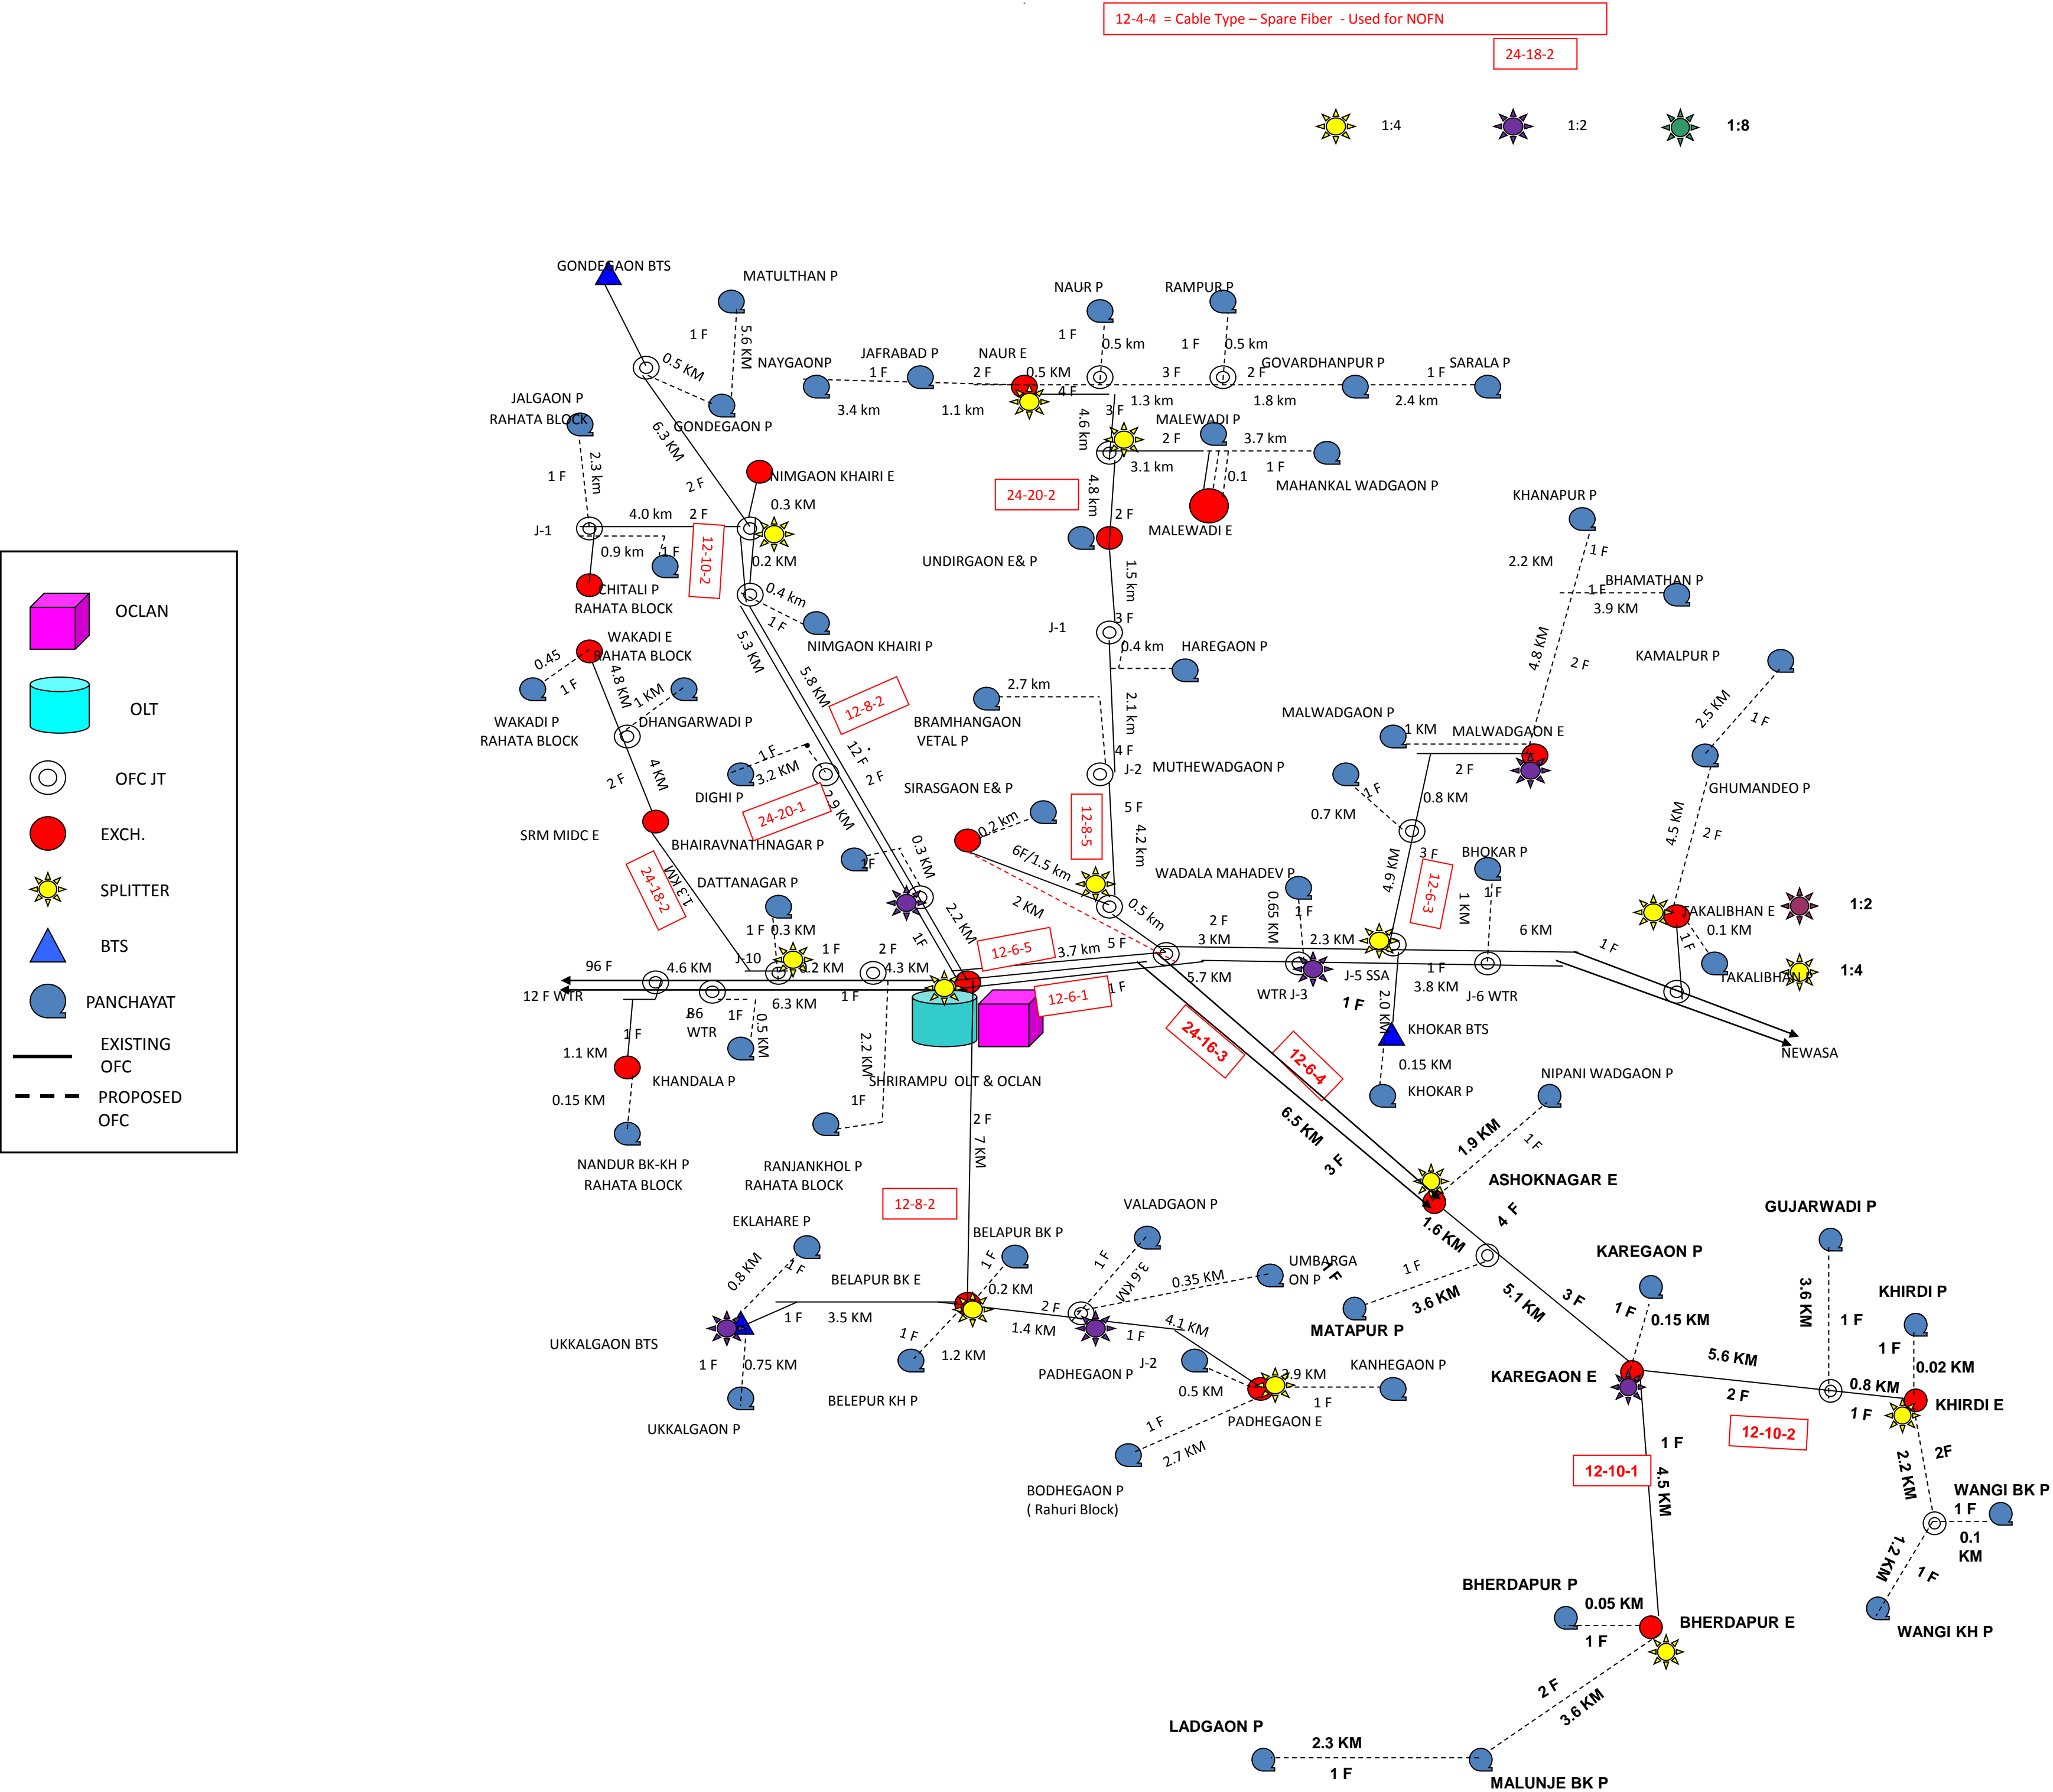 12-4-4 = Cable Type – Spare Fiber - Used for NOFN
24-18-2
1:4
1:2
1:8
GONDEGAON BTS
MATULTHAN P
1 F
5.6 KM
0.5 KM
GONDEGAON P
6.3 KM
2 F
JALGAON P
RAHATA BLOCK
2.3 km
1 F
J-1
4.0 km
2 F
0.9 km
1 F
CHITALI P
RAHATA BLOCK
12-10-2
NIMGAON KHAIRI E
0.3 KM
0.2 KM
0.4 km
1 F
NIMGAON KHAIRI P
NAYGAONP
JAFRABAD P
NAUR E
1 F
3.4 km
2 F
1.1 km
0.5 KM
4 F
NAUR P
1 F
0.5 km
RAMPUR P
1 F
0.5 km
3 F
1.3 km
2 F
GOVARDHANPUR P
1.8 km
SARALA P
1 F
2.4 km
4.6 km
3 F
MALEWADI P
2 F
3.7 km
3.1 km
0.1
1 F
MAHANKAL WADGAON P
MALEWADI E
24-20-2
4.8 km
2 F
UNDIRGAON E& P
1.5 km
J-1
3 F
0.4 km
HAREGAON P
2.7 km
BRAMHANGAON
VETAL P
2.1 km
4 F
J-2
MUTHEWADGAON P
5 F
4.2 km
12-8-5
KHANAPUR P
2.2 KM
1 F
BHAMATHAN P
1 F
3.9 KM
4.8 KM
2 F
KAMALPUR P
2.5 KM
1 F
GHUMANDEO P
4.5 KM
2 F
MALWADGAON P
1 KM
MALWADGAON E
2 F
0.8 KM
0.7 KM
1 F
3 F
4.9 KM
12-6-3
BHOKAR P
1 KM
1 F
TAKALIBHAN E
0.1 KM
1 F
TAKALIBHAN P
1:2
1:4
OCLAN
OLT
OFC JT
EXCH.
SPLITTER
BTS
PANCHAYAT
EXISTING
OFC
PROPOSED
OFC
WAKADI E
RAHATA BLOCK
0.45
1 F
WAKADI P
RAHATA BLOCK
4.8 KM
1 KM
DHANGARWADI P
4 KM
2 F
SRM MIDC E
24-18-2
1.3 KM
5.3 KM
5.8 KM
12-8-2
12 F
2 F
1 F
3.2 KM
DIGHI P
24-20-1
2.9 KM
BHAIRAVNATHNAGAR P
1F
0.3 KM
2.2 KM
1F
DATTANAGAR P
1 F
0.3 KM
J-10
1 F
0.2 KM
2 F
4.3 KM
SIRASGAON E& P
0.2 km
6F/1.5 km
2 KM
0.5 km
12-6-5
3.7 km
5 F
12-6-1
1 F
5.7 KM
WADALA MAHADEV P
2 F
3 KM
0.65 KM
1 F
2.3 KM
WTR J-3
J-5 SSA
1 F
3.8 KM
J-6 WTR
6 KM
1 F
NEWASA
1 F
2.0 KM
KHOKAR BTS
0.15 KM
KHOKAR P
96 F
12 F WTR
4.6 KM
6.3 KM
1 F
WTR
1F
0.5 KM
KHANDALA P
1 F
1.1 KM
0.15 KM
NANDUR BK-KH P
RAHATA BLOCK
2.2 KM
1F
RANJANKHOL P
RAHATA BLOCK
SHRIRAMPU OLT & OCLAN
2 F
7 KM
12-8-2
24-16-3
12-6-4
6.5 KM
3 F
NIPANI WADGAON P
1.9 KM
1 F
ASHOKNAGAR E
1.6 KM
4 F
1 F
1 F
3.6 KM
MATAPUR P
5.1 KM
3 F
EKLAHARE P
0.8 KM
1 F
UKKALGAON BTS
1 F
0.75 KM
UKKALGAON P
BELAPUR BK E
1 F
3.5 KM
BELAPUR BK P
1 F
0.2 KM
1 F
1.2 KM
BELEPUR KH P
VALADGAON P
1 F
3.6 KM
0.35 KM
UMBARGA
ON P
2 F
1.4 KM
1 F
4.1 KM
PADHEGAON P
J-2
0.5 KM
3.9 KM
1 F
KANHEGAON P
PADHEGAON E
1 F
2.7 KM
BODHEGAON P
( Rahuri Block)
KAREGAON P
1 F
0.15 KM
KAREGAON E
GUJARWADI P
3.6 KM
1 F
5.6 KM
2 F
12-10-2
0.8 KM
1 F
KHIRDI P
1 F
0.02 KM
KHIRDI E
2F
2.2 KM
WANGI BK P
1 F
0.1
KM
1.2 KM
1 F
WANGI KH P
12-10-1
1 F
4.5 KM
BHERDAPUR P
0.05 KM
1 F
BHERDAPUR E
2 F
3.6 KM
LADGAON P
2.3 KM
1 F
MALUNJE BK P